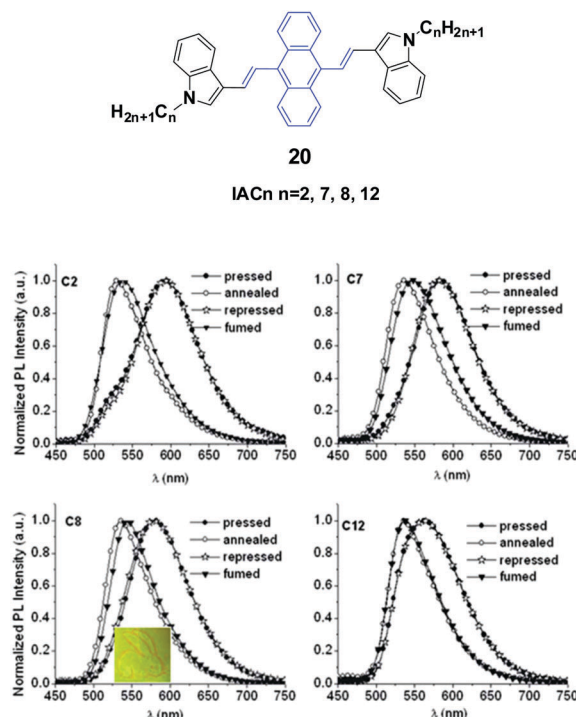 N-CnH2n+1
H2n+1Cn-N
20
IACn n=2, 7, 8, 12
C2
pressed
annealed
repressed
fumed
Normalized PL Intensity (a.u.)
1.0
0.8
0.6
0.4
0.2
0.0
450 500 550 600 650 700 750
λ (nm)
C7
pressed
annealed
repressed
fumed
Normalized PL Intensity (a.u.)
1.0
0.8
0.6
0.4
0.2
0.0
450 500 550 600 650 700 750
λ (nm)
C8
pressed
annealed
repressed
fumed
Normalized PL Intensity (a.u.)
1.0
0.8
0.6
0.4
0.2
0.0
450 500 550 600 650 700 750
λ (nm)
C12
pressed
annealed
repressed
fumed
Normalized PL Intensity (a.u.)
1.0
0.8
0.6
0.4
0.2
0.0
450 500 550 600 650 700 750
λ (nm)